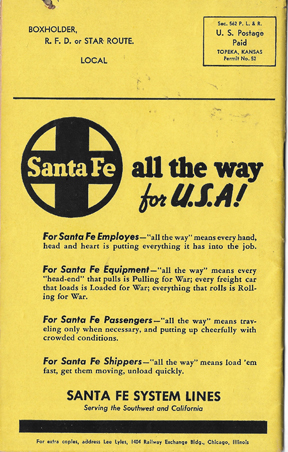 BOXHOLDER,
R. F. D. or STAR ROUTE.
LOCAL
Sec. 562 P. L. & R.
U. S. Postage
Paid
TOPEKA, KANSAS
Permit No. 52
Santa Fe
all the way
for U.S.A!
For Santa Fe Employes—"all the way" means every hand,
head and heart is putting everything it has into the job.
For Santa Fe Equipment—"all the way" means every
"head-end" that pulls is Pulling for War; every freight car
that loads is Loaded for War; everything that rolls is Roll-
ing for War.
For Santa Fe Passengers—"all the way" means trav-
eling only when necessary, and putting up cheerfully with
crowded conditions.
For Santa Fe Shippers—"all the way" means load 'em
fast, get them moving, unload quickly.
SANTA FE SYSTEM LINES
Serving the Southwest and California
For extra copies, address Lee Lyles, 1404 Railway Exchange Bldg., Chicago, Illinois